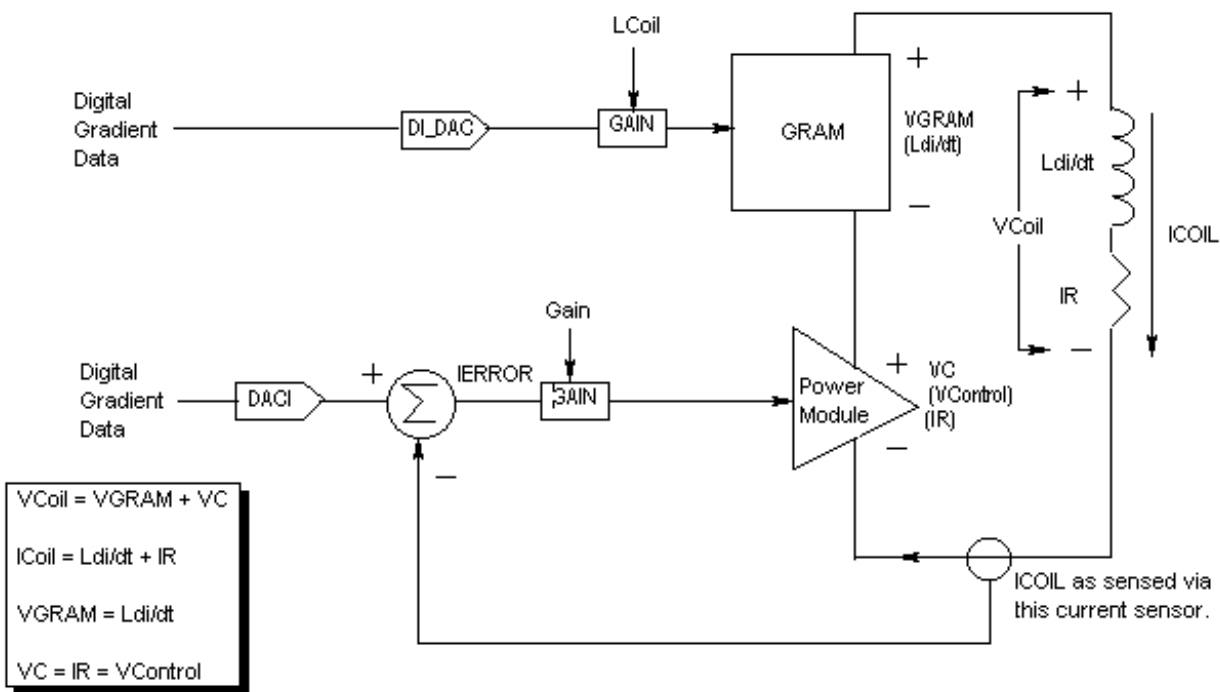 LCoil
Digital
Gradient
Data
DI_DAC
GAIN
GRAM
+
VGRAM
(Ldi/dt)
−
+
Ldi/dt
VCoil
IR
−
ICOIL
Gain
Digital
Gradient
Data
DACI
+
Σ
−
IERROR
GAIN
Power
Module
+
VC
(VControl)
(IR)
−
ICOIL as sensed via
this current sensor.
VCoil = VGRAM + VC
ICoil = Ldi/dt + IR
VGRAM = Ldi/dt
VC = IR = VControl